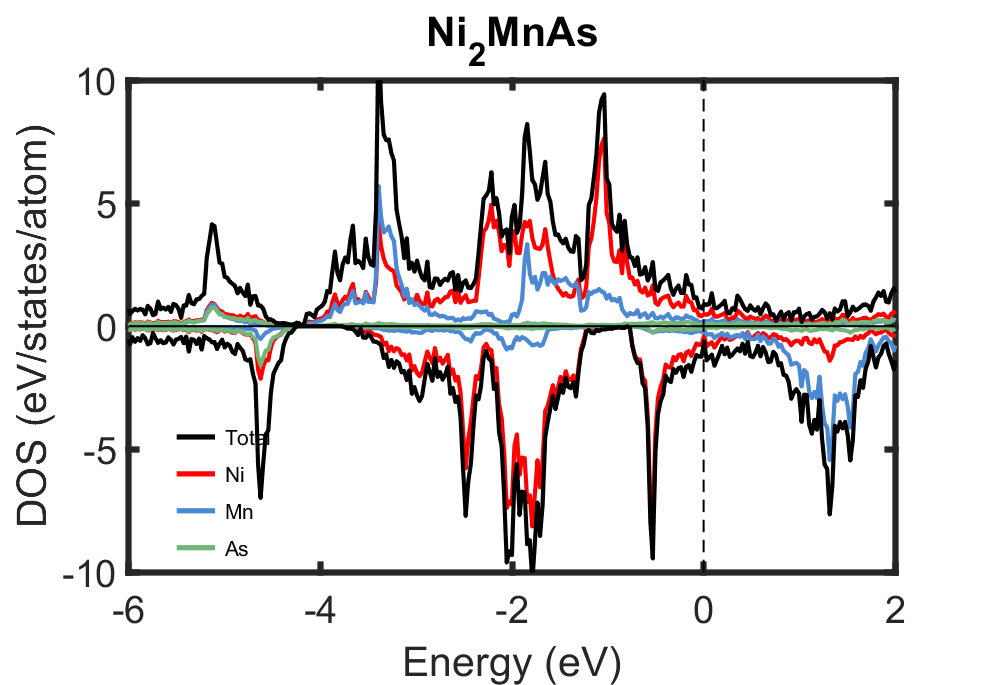 Ni2MnAs
DOS (eV/states/atom)
10
5
0
-5
-10
0
Total
Ni
Mn
As
-6
-4
-2
0
2
Energy (eV)